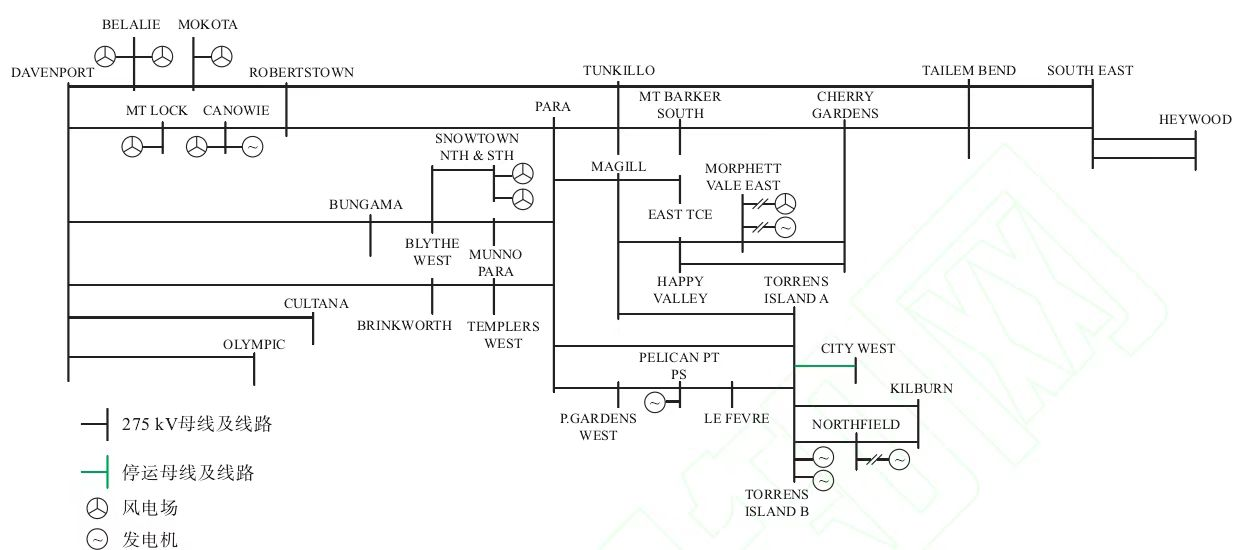 BELALIE
MOKOTA
DAVENPORT
ROBERTSTOWN
TUNKILLO
TAILEM BEND
SOUTH EAST
MT LOCK
CANOWIE
PARA
MT BARKER
SOUTH
CHERRY
GARDENS
HEYWOOD
SNOWTOWN
NTH & STH
MAGILL
MORPHETT
VALE EAST
BUNGAMA
EAST TCE
BLYTHE
WEST
MUNNO
PARA
HAPPY
VALLEY
TORRENS
ISLAND A
CULTANA
BRINKWORTH
TEMPLERS
WEST
OLYMPIC
PELICAN PT
PS
CITY WEST
KILBURN
P.GARDENS
WEST
LE FEVRE
NORTHFIELD
TORRENS
ISLAND B
275 kV母线及线路
停运母线及线路
风电场
发电机